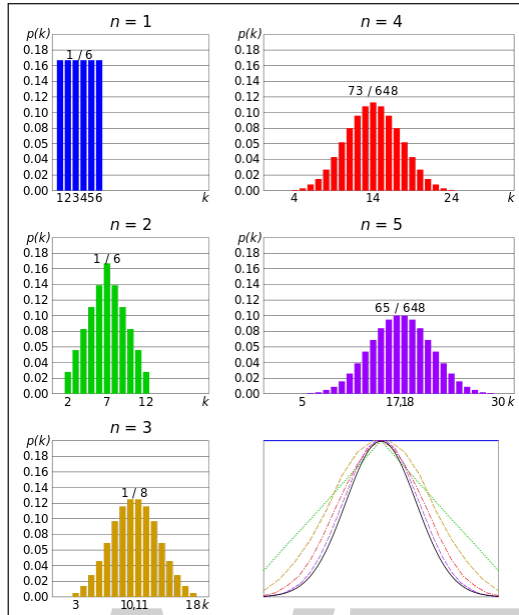 n = 1
p(k)
0.18
0.16
0.14
0.12
0.10
0.08
0.06
0.04
0.02
0.00
1 / 6
123456 k
n = 4
p(k)
0.18
0.16
0.14
0.12
0.10
0.08
0.06
0.04
0.02
0.00
73 / 648
4 14 24 k
n = 2
p(k)
0.18
0.16
0.14
0.12
0.10
0.08
0.06
0.04
0.02
0.00
1 / 6
2 7 12 k
n = 5
p(k)
0.18
0.16
0.14
0.12
0.10
0.08
0.06
0.04
0.02
0.00
65 / 648
5 17,18 30 k
n = 3
p(k)
0.18
0.16
0.14
0.12
0.10
0.08
0.06
0.04
0.02
0.00
1 / 8
3 10,11 18 k